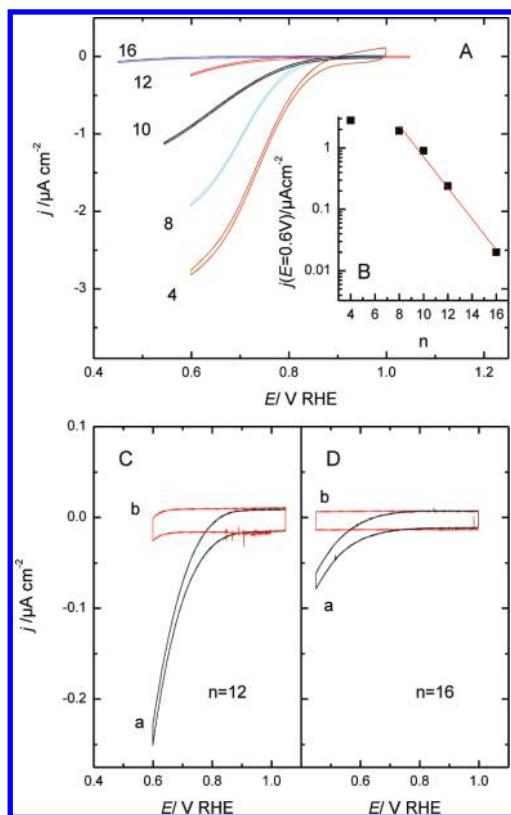 A
16
12
10
8
4
j /μA cm⁻²
0
-1
-2
-3
0.4 0.6 0.8 1.0 1.2
E/ V RHE
B
j(E=0.6V)/μAcm⁻²
1
0.1
0.01
4 6 8 10 12 14 16
n
C
b
a
n=12
j /μA cm⁻²
0.1
0.0
-0.1
-0.2
0.4 0.6 0.8 1.0
E/ V RHE
D
b
a
n=16
0.6 0.8 1.0
E/ V RHE